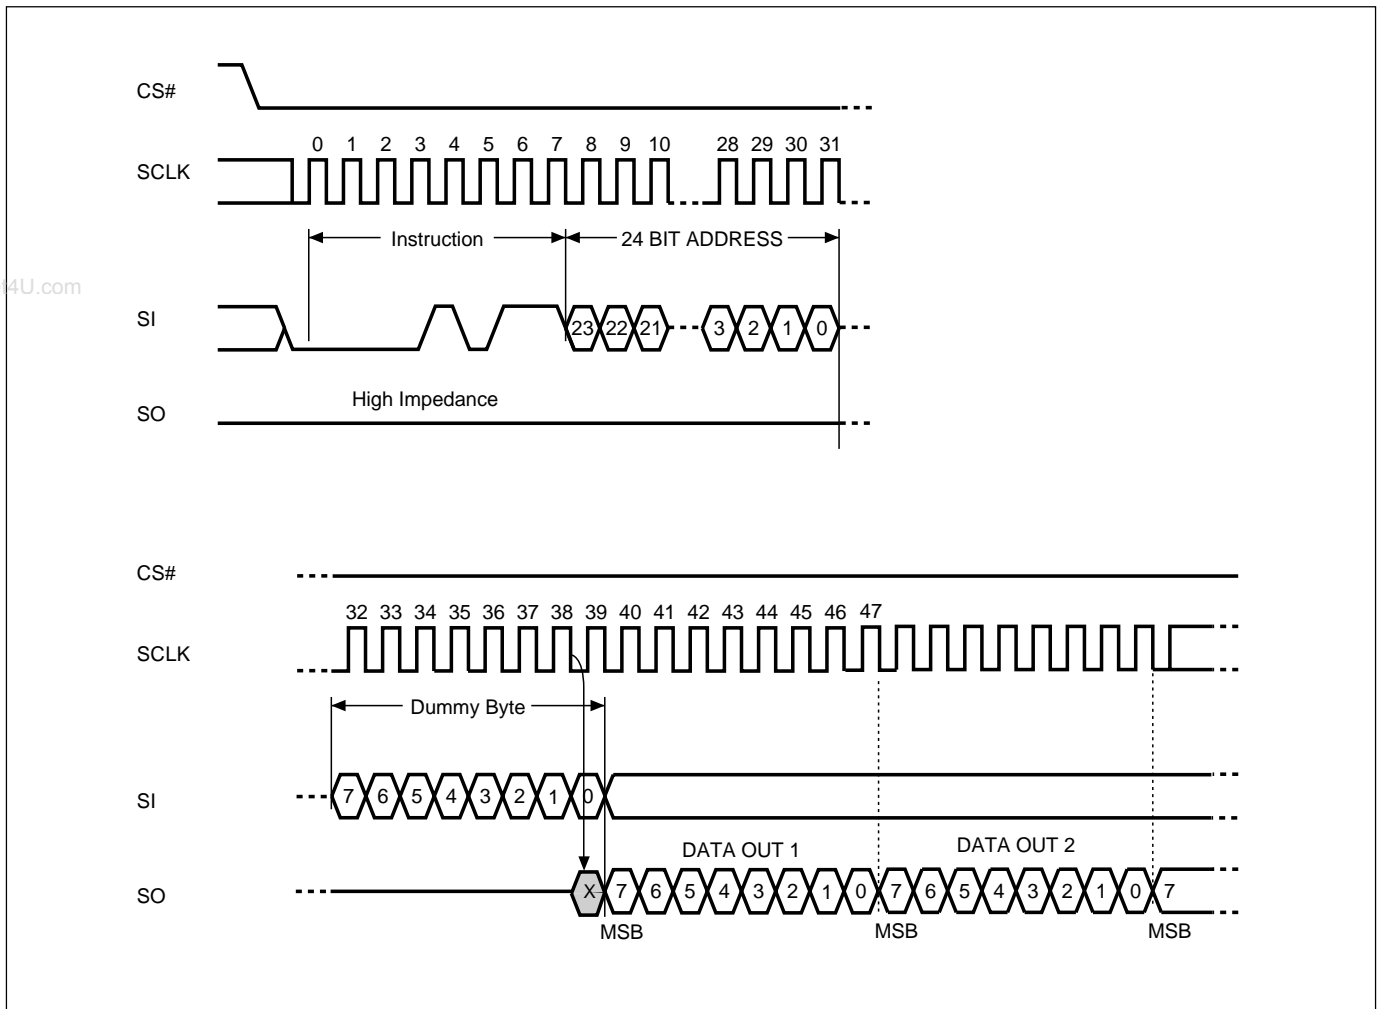 CS#
0 1 2 3 4 5 6 7 8 9 10 28 29 30 31
SCLK
Instruction 24 BIT ADDRESS
t4U.com
SI 23 22 21 3 2 1 0
High Impedance
SO
CS#
32 33 34 35 36 37 38 39 40 41 42 43 44 45 46 47
SCLK
Dummy Byte
SI 7 6 5 4 3 2 1 0
DATA OUT 1 DATA OUT 2
SO X 7 6 5 4 3 2 1 0 7 6 5 4 3 2 1 0 7
MSB MSB MSB